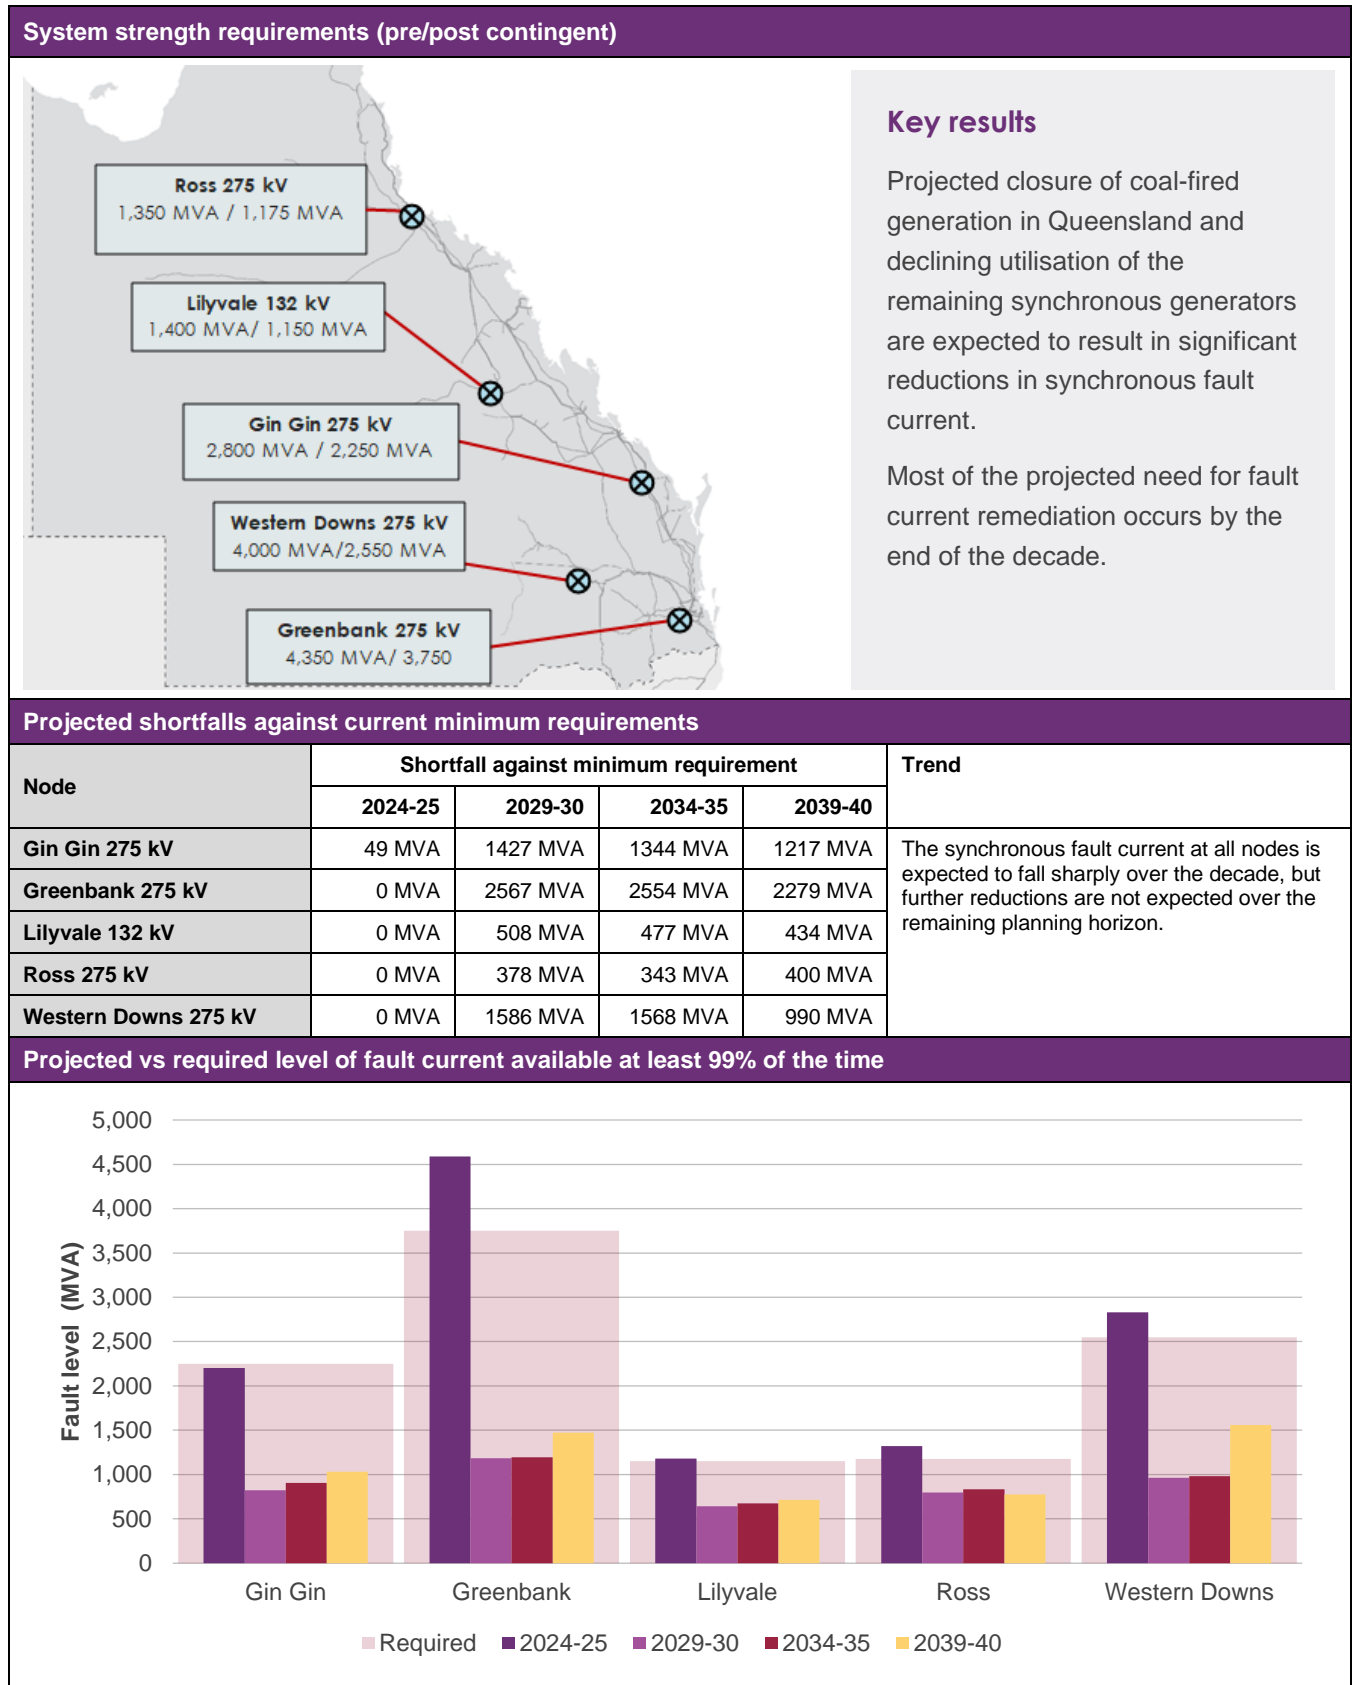 System strength requirements (pre/post contingent)
Ross 275 kV
1,350 MVA / 1,175 MVA
Lilyvale 132 kV
1,400 MVA/ 1,150 MVA
Gin Gin 275 kV
2,800 MVA / 2,250 MVA
Western Downs 275 kV
4,000 MVA/2,550 MVA
Greenbank 275 kV
4,350 MVA/ 3,750
Key results
Projected closure of coal-fired
generation in Queensland and
declining utilisation of the
remaining synchronous generators
are expected to result in significant
reductions in synchronous fault
current.
Most of the projected need for fault
current remediation occurs by the
end of the decade.
Projected shortfalls against current minimum requirements
Node Shortfall against minimum requirement Trend
2024-25 2029-30 2034-35 2039-40
Gin Gin 275 kV 49 MVA 1427 MVA 1344 MVA 1217 MVA
Greenbank 275 kV 0 MVA 2567 MVA 2554 MVA 2279 MVA
Lilyvale 132 kV 0 MVA 508 MVA 477 MVA 434 MVA
Ross 275 kV 0 MVA 378 MVA 343 MVA 400 MVA
Western Downs 275 kV 0 MVA 1586 MVA 1568 MVA 990 MVA
The synchronous fault current at all nodes is
expected to fall sharply over the decade, but
further reductions are not expected over the
remaining planning horizon.
Projected vs required level of fault current available at least 99% of the time
Fault level (MVA)
5,000
4,500
4,000
3,500
3,000
2,500
2,000
1,500
1,000
500
0
Gin Gin Greenbank Lilyvale Ross Western Downs
Required 2024-25 2029-30 2034-35 2039-40